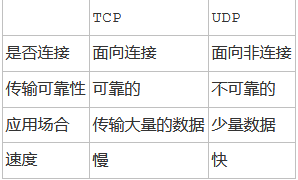 TCP UDP
是否连接 面向连接 面向非连接
传输可靠性 可靠的 不可靠的
应用场合 传输大量的数据 少量数据
速度 慢 快